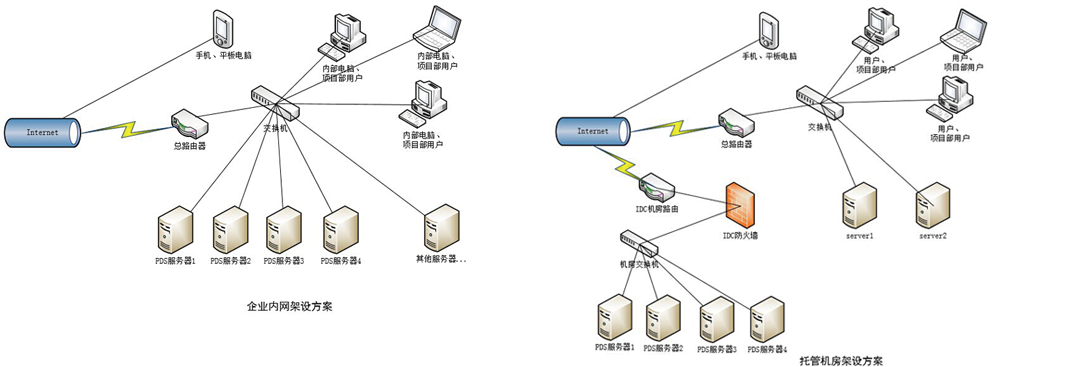 手机、平板电脑
内部电脑、
项目部用户
内部电脑、
项目部用户
Internet
交换机
总路由器
内部电脑、
项目部用户
PDS服务器1
PDS服务器2
PDS服务器3
PDS服务器4
其他服务器...
企业内网架设方案
手机、平板电脑
用户、
项目部用户
用户、
项目部用户
Internet
交换机
总路由器
用户、
项目部用户
IDC机房路由
IDC防火墙
server1
server2
机房交换机
PDS服务器1
PDS服务器2
PDS服务器3
PDS服务器4
托管机房架设方案